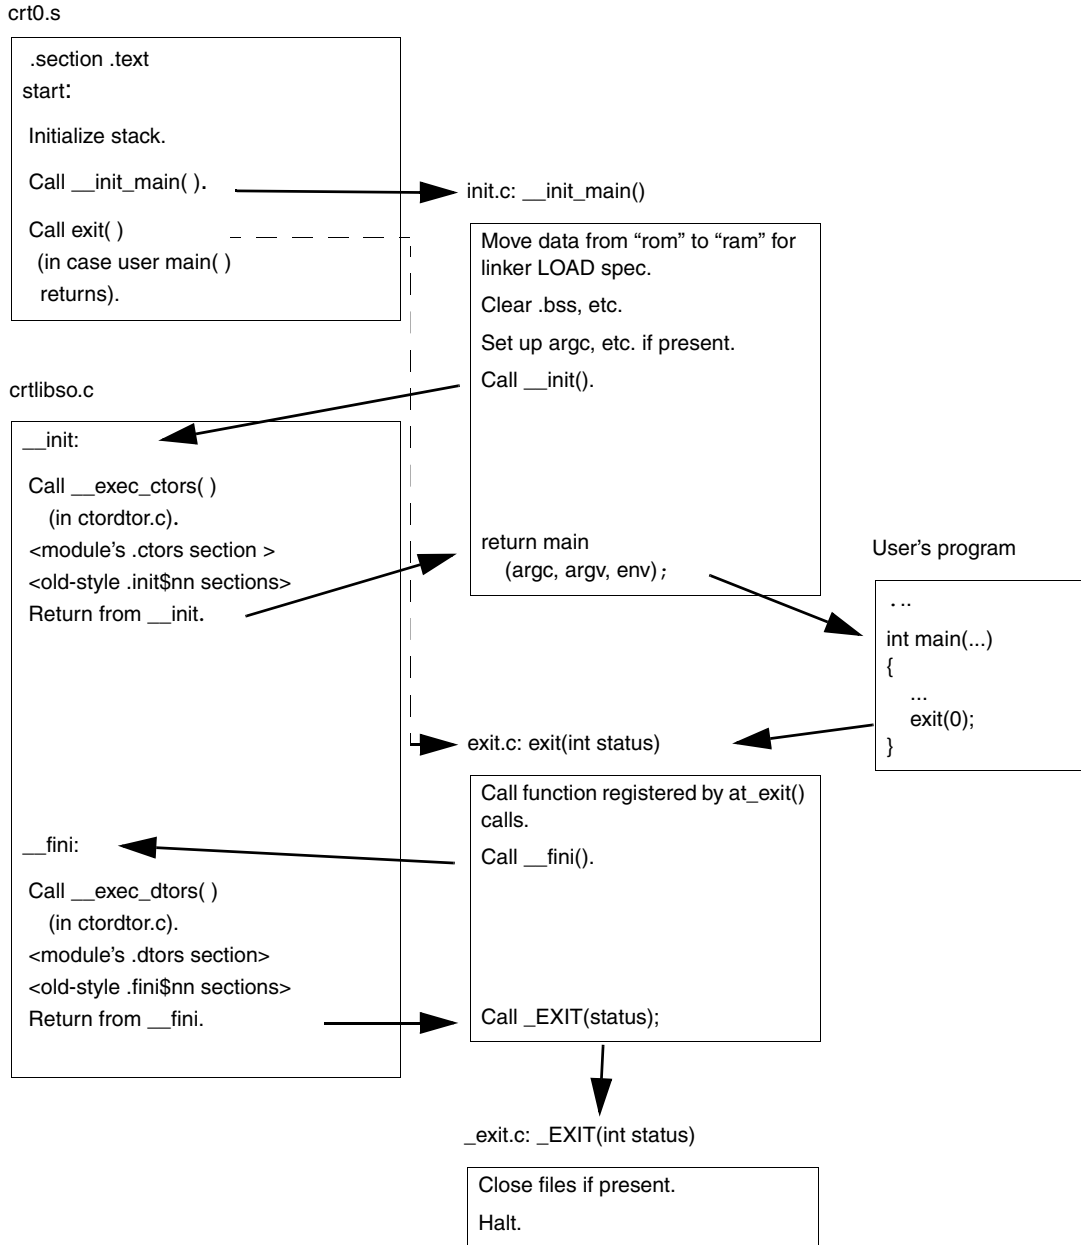 crt0.s
.section .text
start:
Initialize stack.
Call __init_main( ).
Call exit( )
(in case user main( )
returns).
init.c: __init_main()
Move data from “rom” to “ram” for
linker LOAD spec.
Clear .bss, etc.
Set up argc, etc. if present.
Call __init().
return main
(argc, argv, env);
crtlibso.c
__init:
Call __exec_ctors( )
(in ctordtor.c).
<module’s .ctors section >
<old-style .init$nn sections>
Return from __init.
__fini:
Call __exec_dtors( )
(in ctordtor.c).
<module’s .dtors section>
<old-style .fini$nn sections>
Return from __fini.
User’s program
...
int main(...)
{
...
exit(0);
}
exit.c: exit(int status)
Call function registered by at_exit()
calls.
Call __fini().
Call _EXIT(status);
_exit.c: _EXIT(int status)
Close files if present.
Halt.